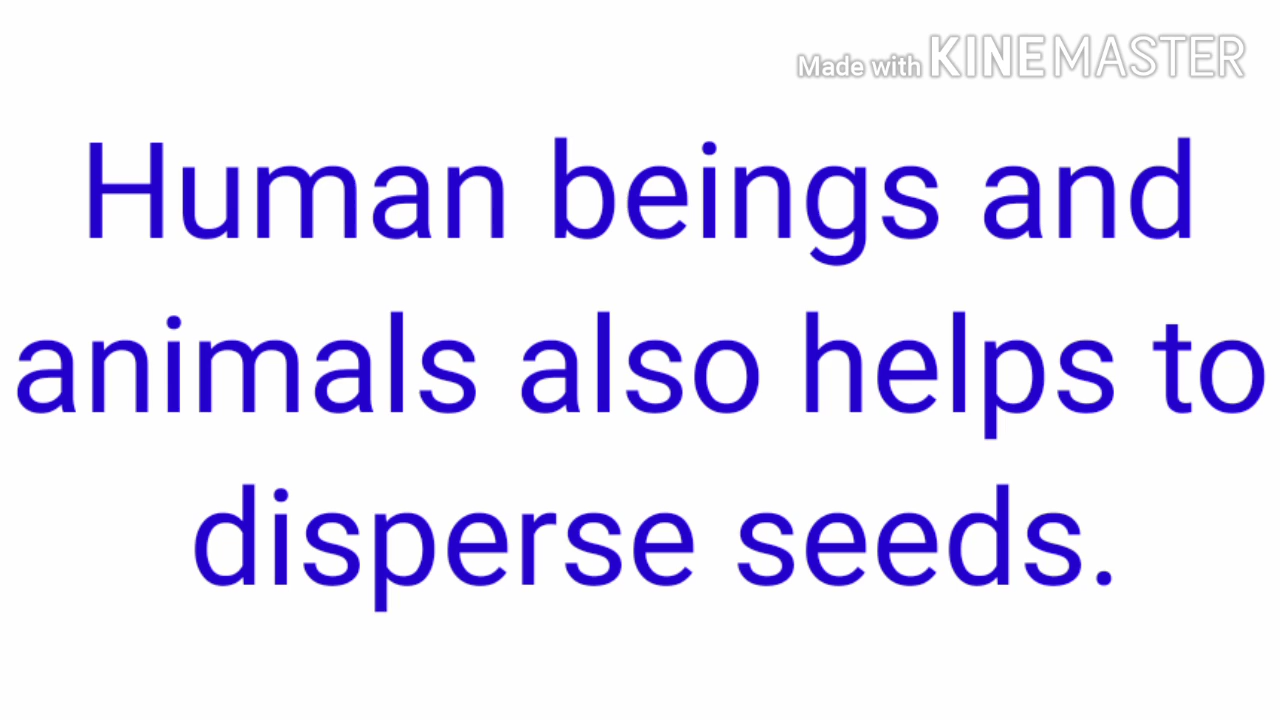 Made with KINEMASTER
Human beings and
animals also helps to
disperse seeds.